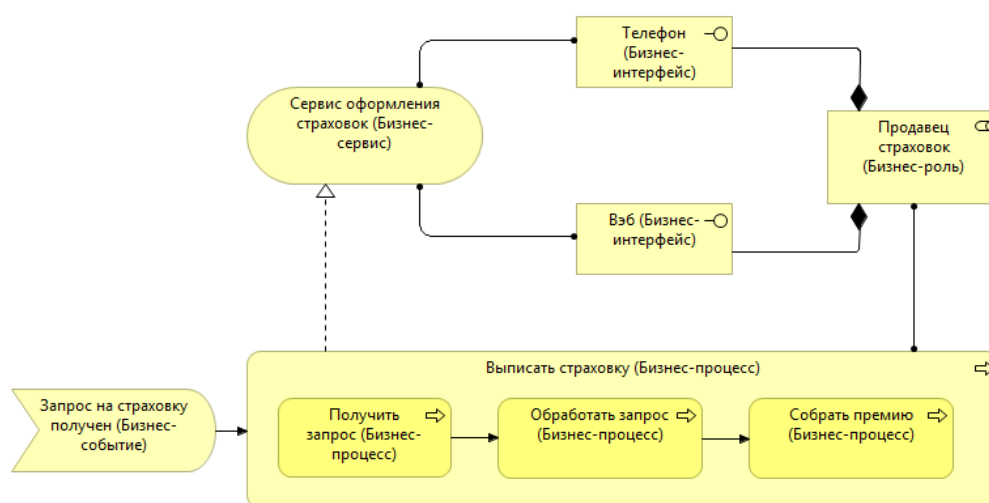 Телефон
(Бизнес-
интерфейс)
Сервис оформления
страховок (Бизнес-
сервис)
Продавец
страховок
(Бизнес-роль)
Вэб (Бизнес-
интерфейс)
Выписать страховку (Бизнес-процесс)
Запрос на страховку
получен (Бизнес-
событие)
Получить
запрос (Бизнес-
процесс)
Обработать запрос
(Бизнес-процесс)
Собрать премию
(Бизнес-процесс)